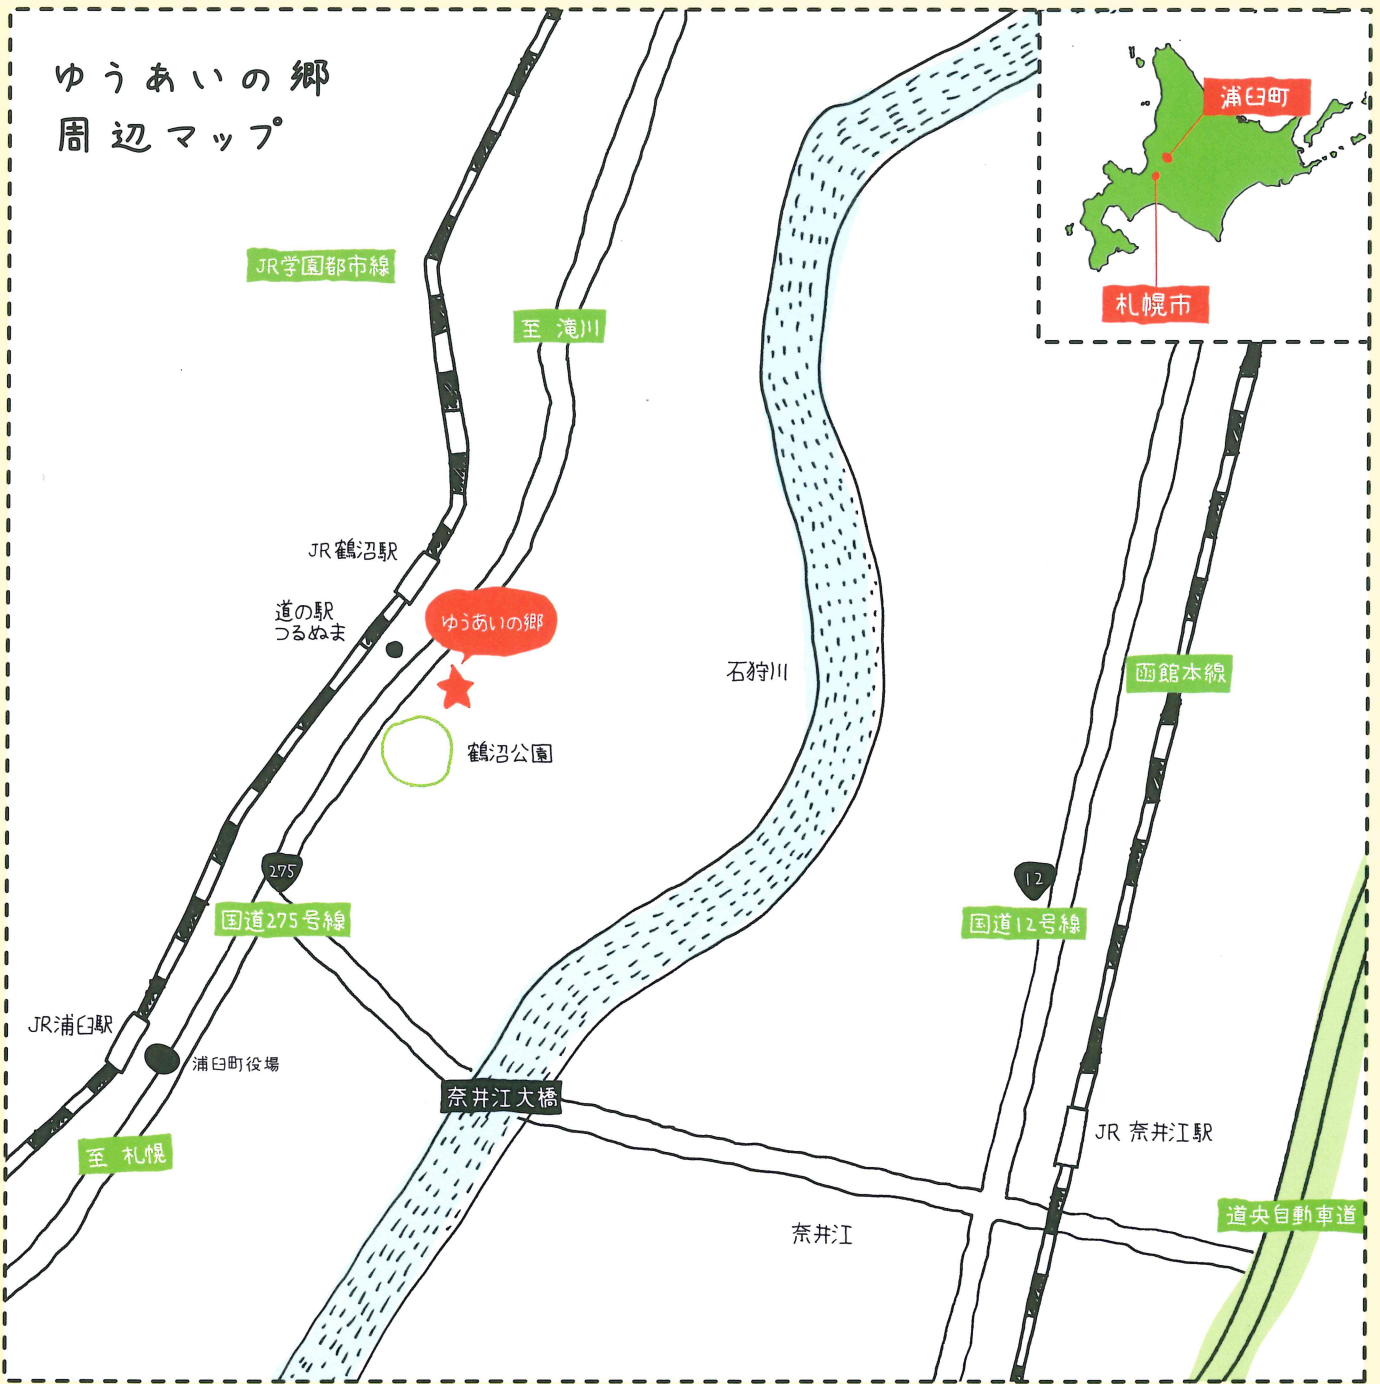 ゆうあいの郷
周辺マップ
浦臼町
札幌市
JR学園都市線
至 滝川
JR鶴沼駅
道の駅
つるぬま
ゆうあいの郷
石狩川
函館本線
鶴沼公園
275
国道275号線
12
国道12号線
JR浦臼駅
浦臼町役場
奈井江大橋
至 札幌
JR 奈井江駅
道央自動車道
奈井江